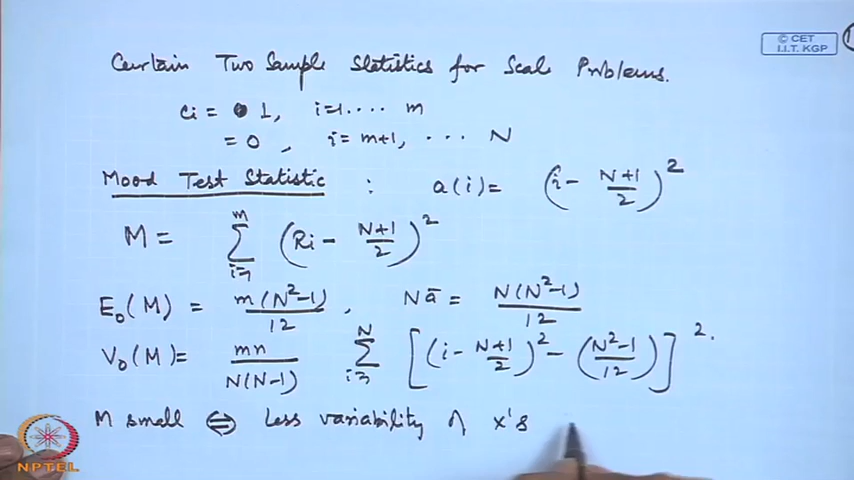 © CET
I.I.T. KGP
Certain Two Sample Statistics for Scale Problems.
ci = 1, i=1.... m
= 0, i= m+1, ... N
Mood Test Statistic : a(i) = (i - (N+1)/2)^2
M = Σ_{i=1}^{m} (Ri - (N+1)/2)^2
E₀(M) = m(N²-1)/12, Nā = N(N²-1)/12
V₀(M) = mn/(N(N-1)) Σ_{i=1}^{N} [(i - (N+1)/2)^2 - ((N²-1)/12)]^2.
M small ⇔ Less variability of x's
NPTEL